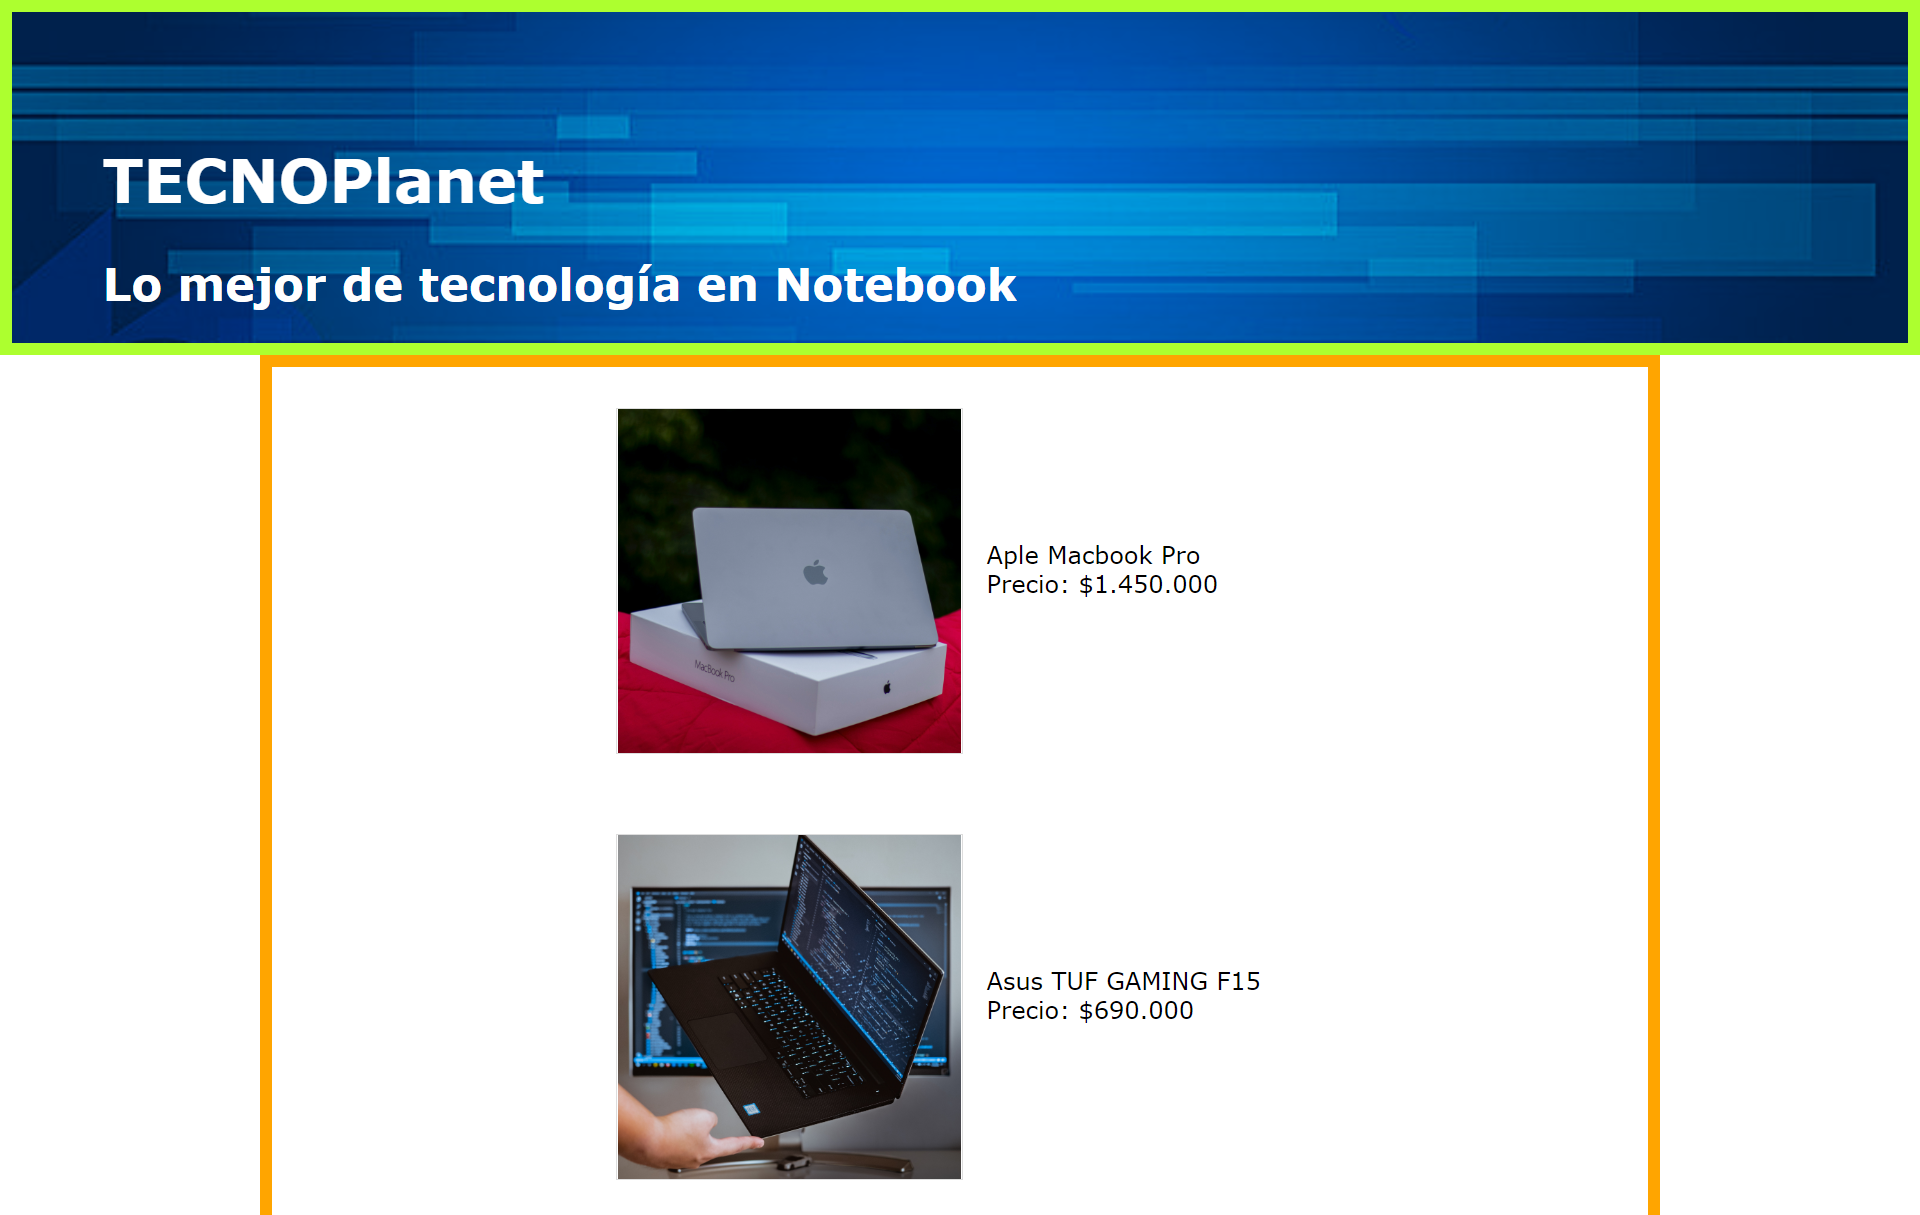 TECNOPlanet
Lo mejor de tecnología en Notebook
Aple Macbook Pro
Precio: $1.450.000
MacBook Pro
Asus TUF GAMING F15
Precio: $690.000